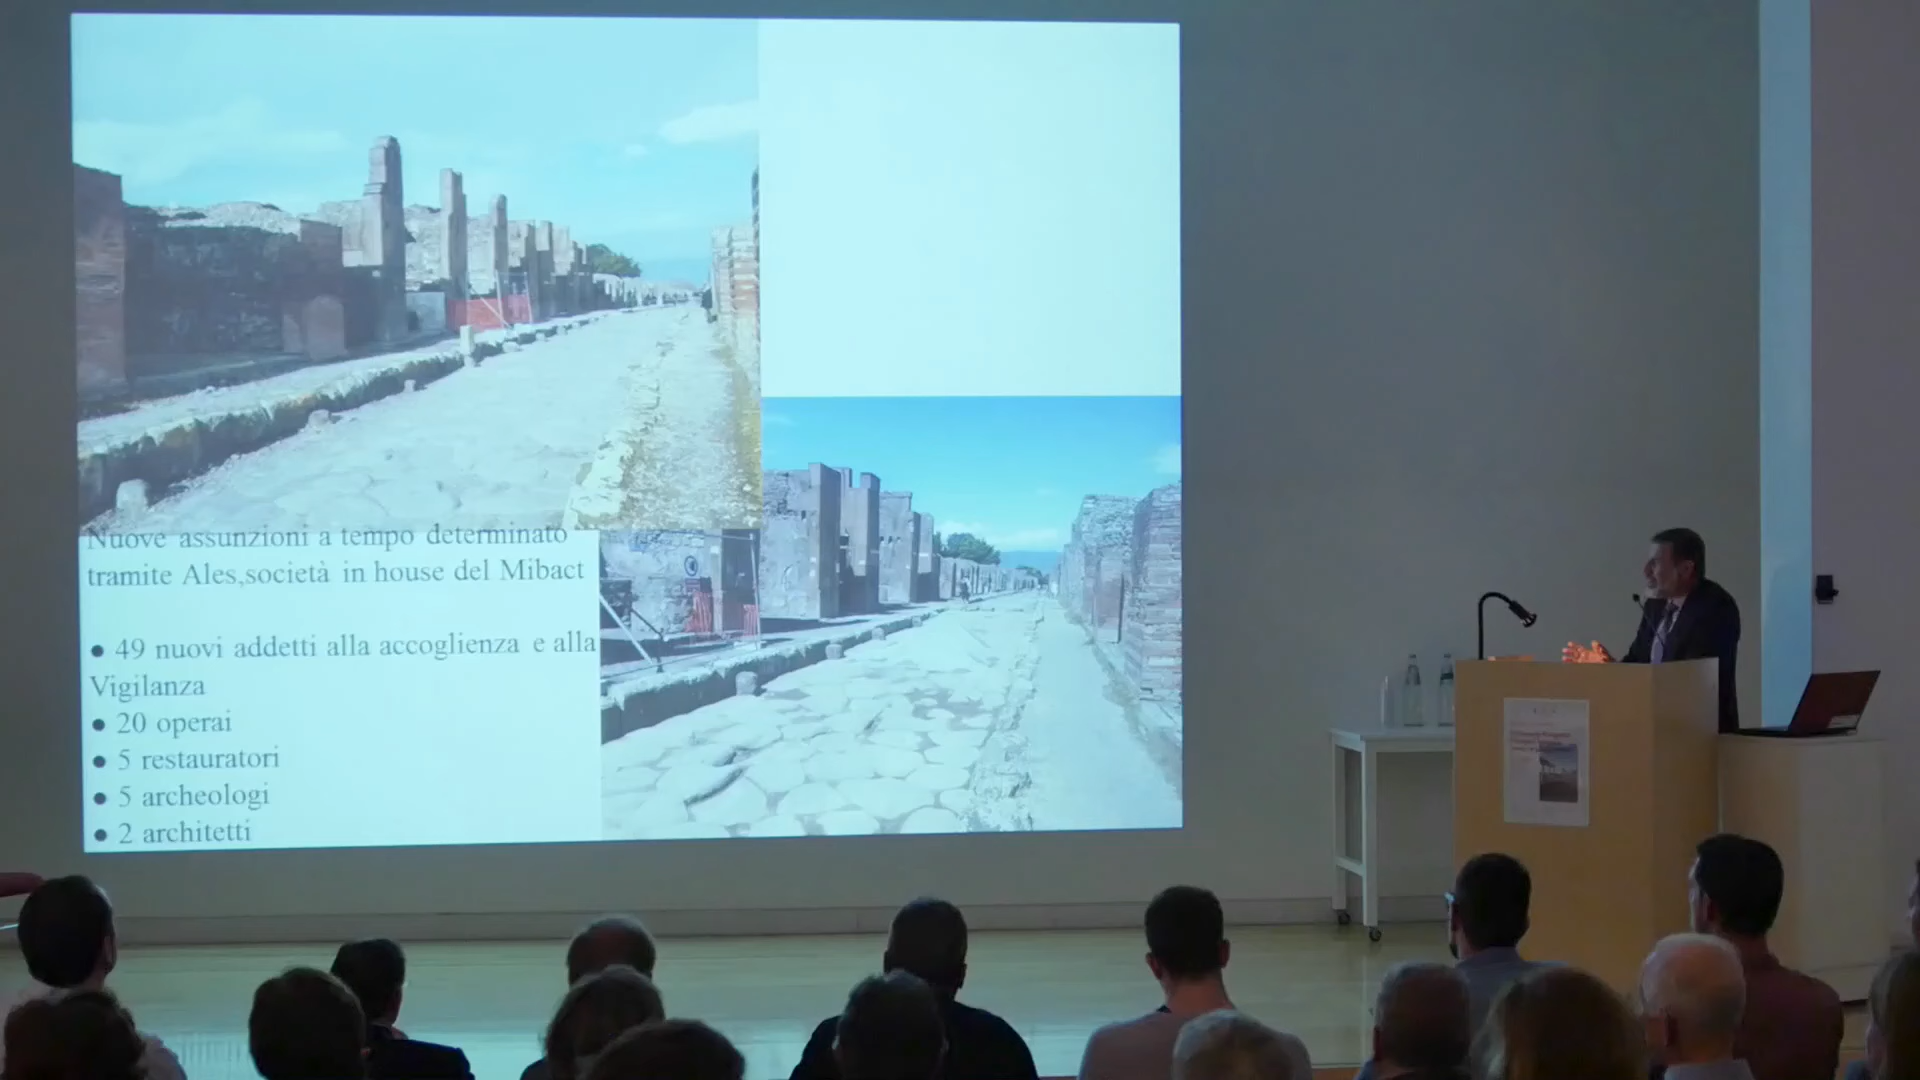 Nuove assunzioni a tempo determinato
tramite Ales,società in house del Mibact
● 49 nuovi addetti alla accoglienza e alla
Vigilanza
● 20 operai
● 5 restauratori
● 5 archeologi
● 2 architetti